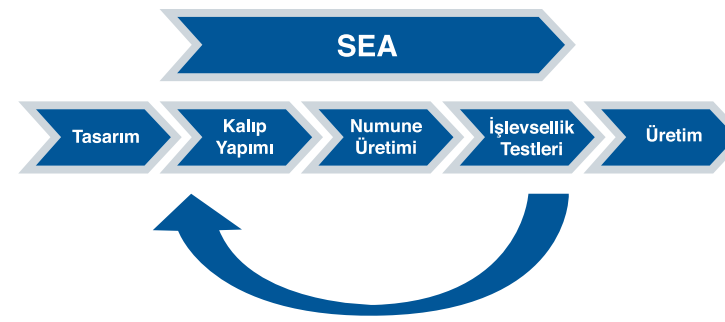 SEA
Tasarım
Kalıp
Yapımı
Numune
Üretimi
İşlevsellik
Testleri
Üretim